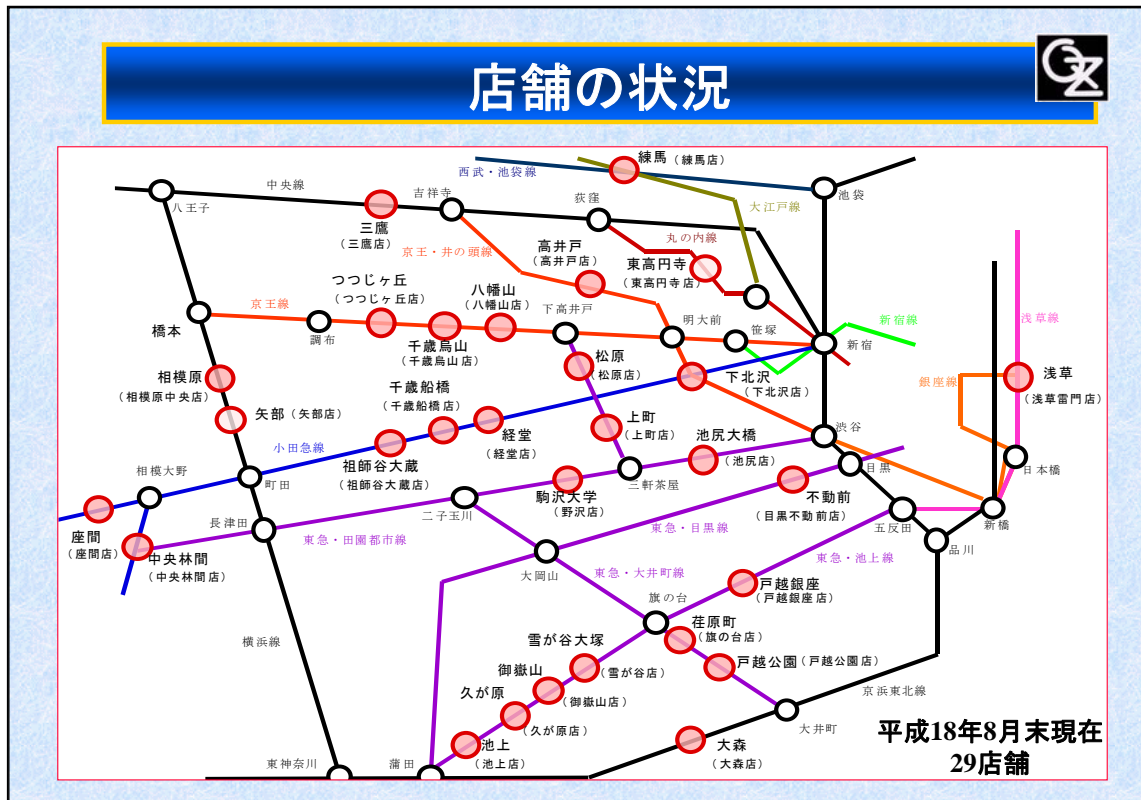 店舗の状況
OZ
練馬（練馬店）
西武・池袋線
中央線
吉祥寺
荻窪
池袋
八王子
大江戸線
三鷹
（三鷹店）
京王・井の頭線
高井戸
（高井戸店）
丸の内線
東高円寺
（東高円寺店）
つつじヶ丘
（つつじヶ丘店）
八幡山
（八幡山店）
京王線
下高井戸
明大前
笹塚
新宿線
浅草線
橋本
調布
千歳烏山
（千歳烏山店）
新宿
松原
（松原店）
相模原
（相模原中央店）
千歳船橋
（千歳船橋店）
下北沢
（下北沢店）
銀座線
浅草
（浅草雷門店）
矢部（矢部店）
小田急線
経堂
（経堂店）
上町
（上町店）
池尻大橋
（池尻店）
渋谷
祖師谷大蔵
（祖師谷大蔵店）
相模大野
町田
三軒茶屋
目黒
日本橋
駒沢大学
（野沢店）
不動前
（目黒不動前店）
長津田
二子玉川
五反田
新橋
座間
（座間店）
中央林間
（中央林間店）
東急・田園都市線
品川
大岡山
東急・大井町線
東急・池上線
東急・目黒線
戸越銀座
（戸越銀座店）
旗の台
荏原町
（旗の台店）
横浜線
雪が谷大塚
（雪が谷店）
戸越公園（戸越公園店）
御嶽山
（御嶽山店）
久が原
（久が原店）
京浜東北線
大井町
池上
（池上店）
大森
（大森店）
東神奈川
蒲田
平成18年8月末現在
29店舗